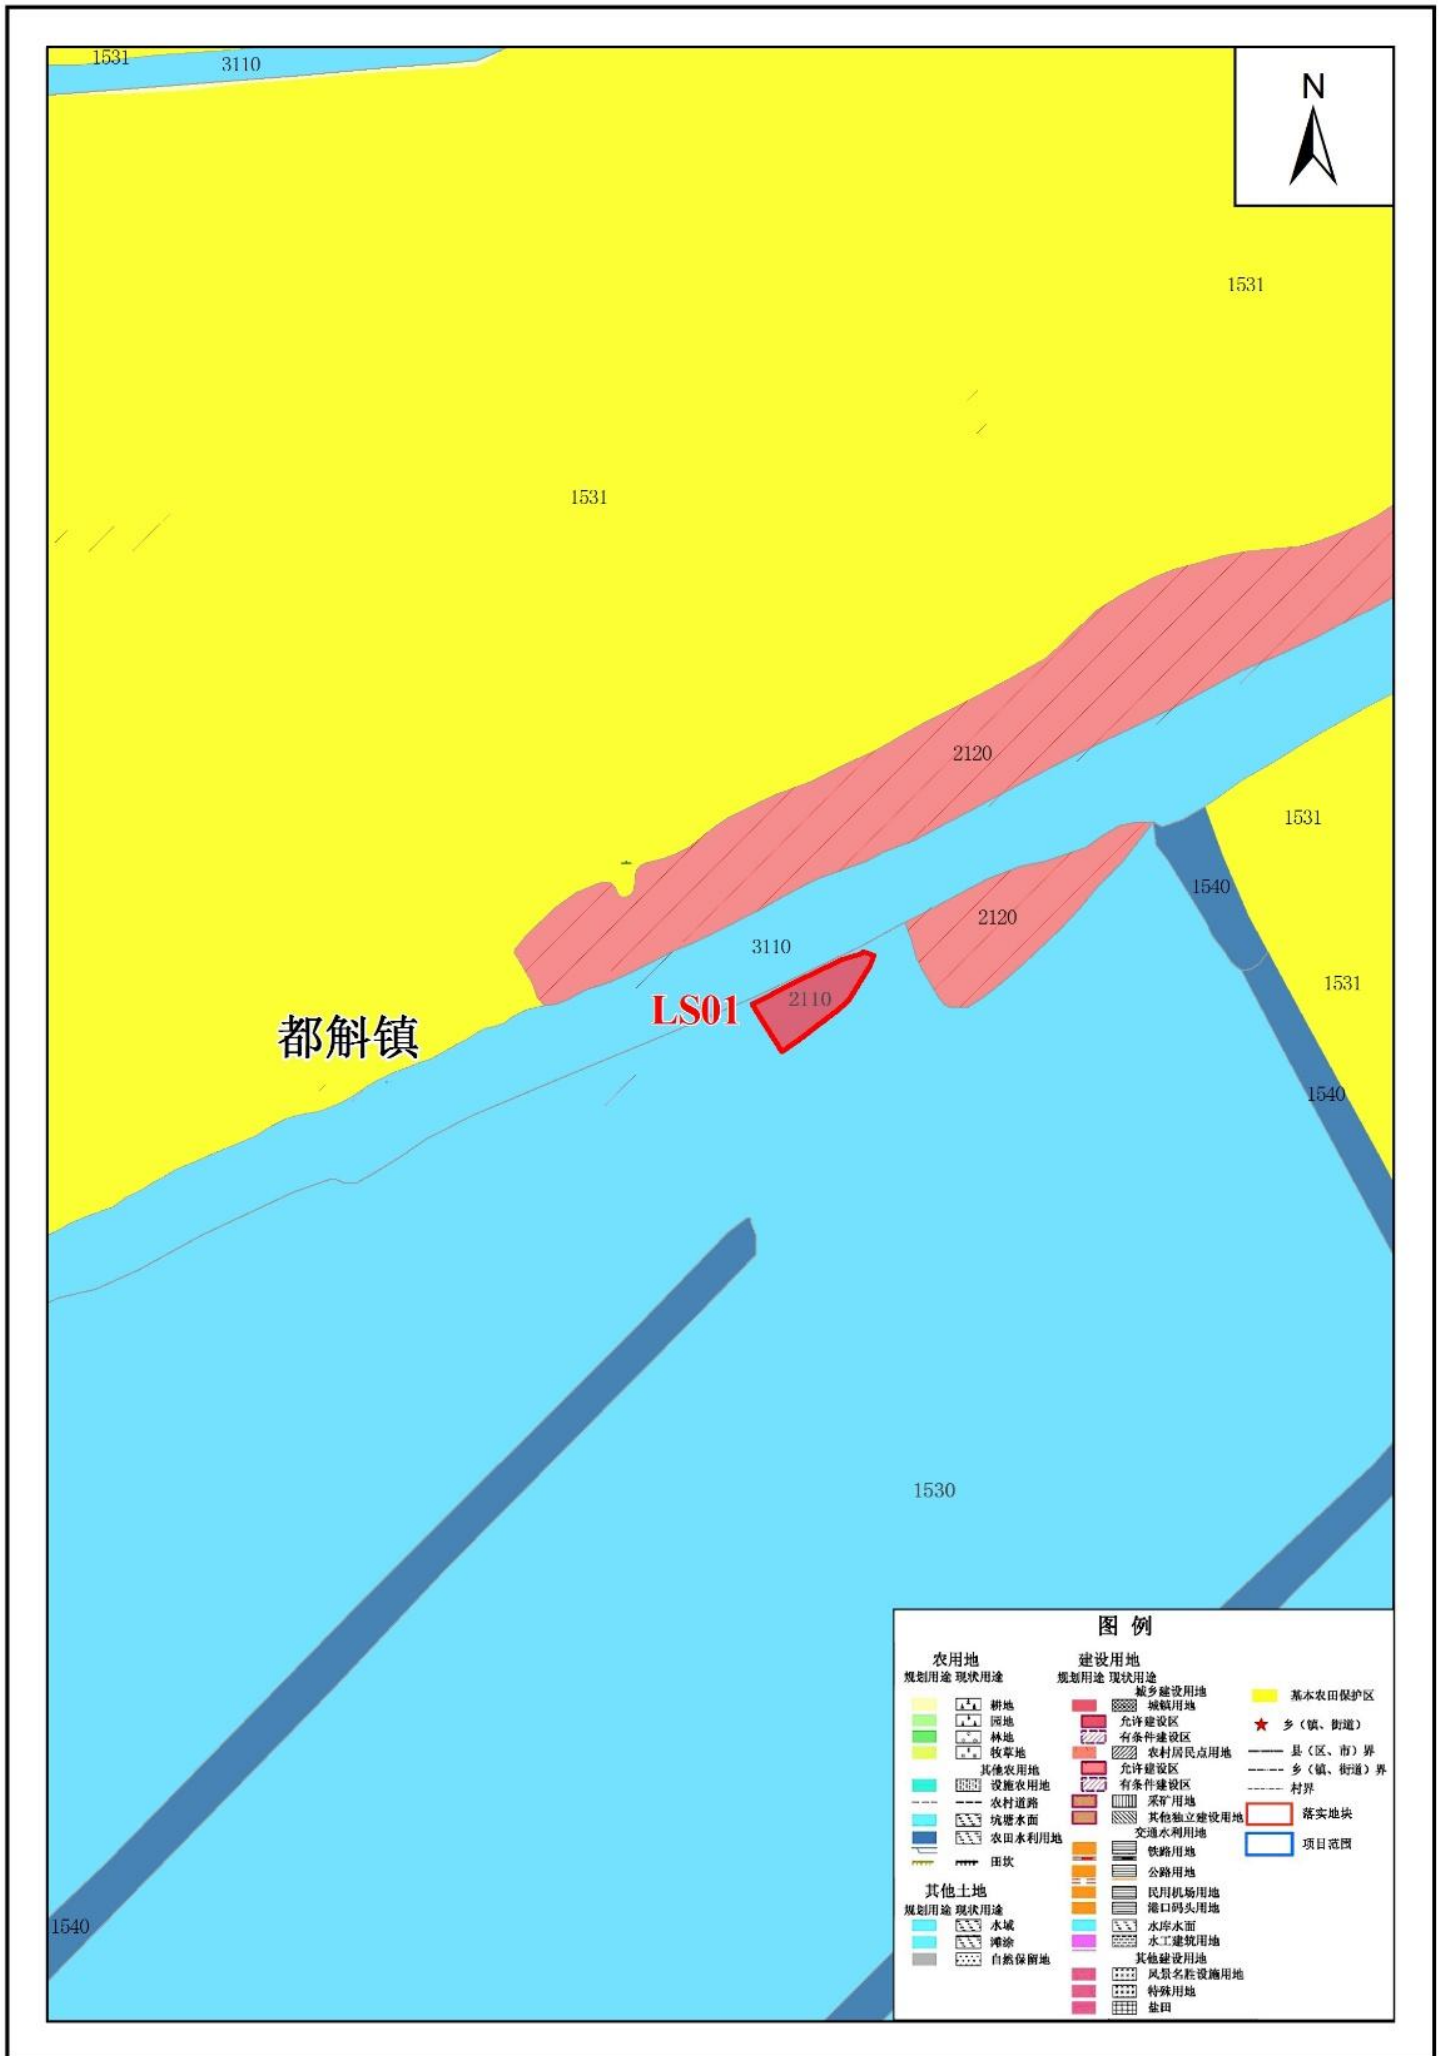 1531
3110
N
1531
1531
2120
1531
1540
2120
3110
1531
LS01
2110
都斛镇
1540
1530
1540
图 例
农用地
规划用途 现状用途
耕地
园地
林地
牧草地
其他农用地
设施农用地
农村道路
坑塘水面
农田水利用地
田坎
其他土地
规划用途 现状用途
水域
滩涂
自然保留地
建设用地
规划用途 现状用途
城乡建设用地
城镇用地
允许建设区
有条件建设区
农村居民点用地
允许建设区
有条件建设区
采矿用地
其他独立建设用地
交通水利用地
铁路用地
公路用地
民用机场用地
港口码头用地
水库水面
水工建筑用地
其他建设用地
风景名胜设施用地
特殊用地
盐田
基本农田保护区
乡（镇、街道）
县（区、市）界
乡（镇、街道）界
村界
落实地块
项目范围